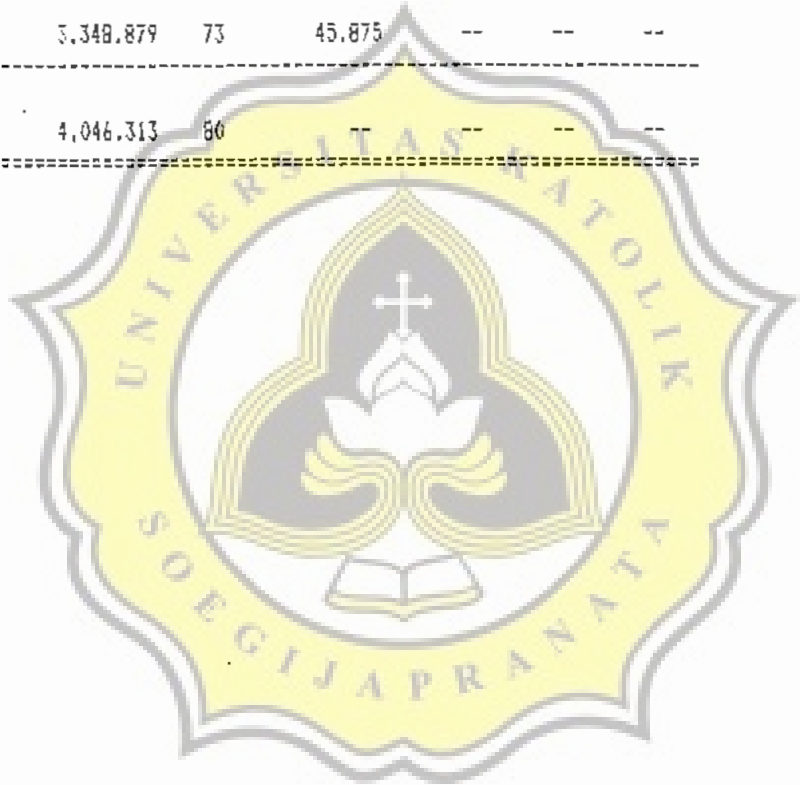 3.348.879 73 45.875 -- -- --
4,046.313 80 -- -- -- --
UNIVERSITAS KATOLIK
SOEGIJAPRANATA